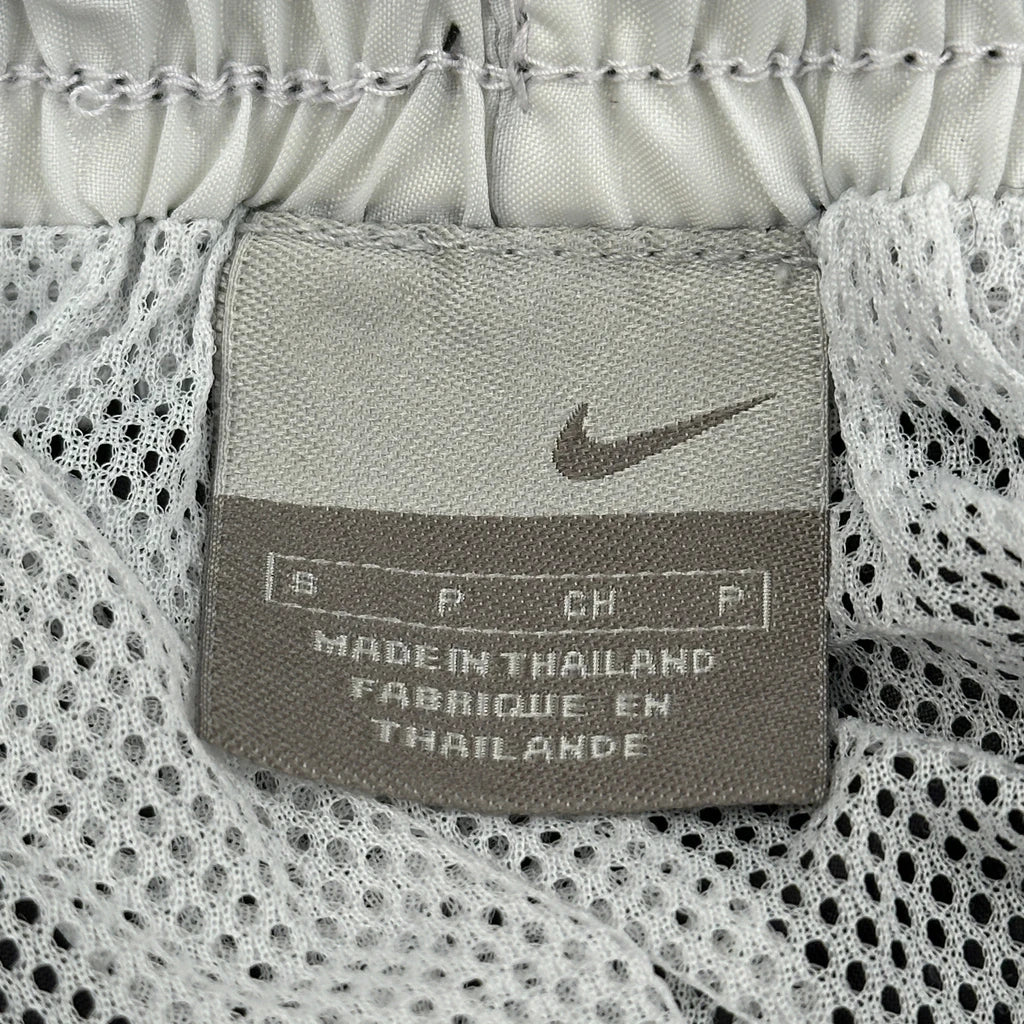 B P CH P
MADE IN THAILAND
FABRIQUE EN
THAILANDE